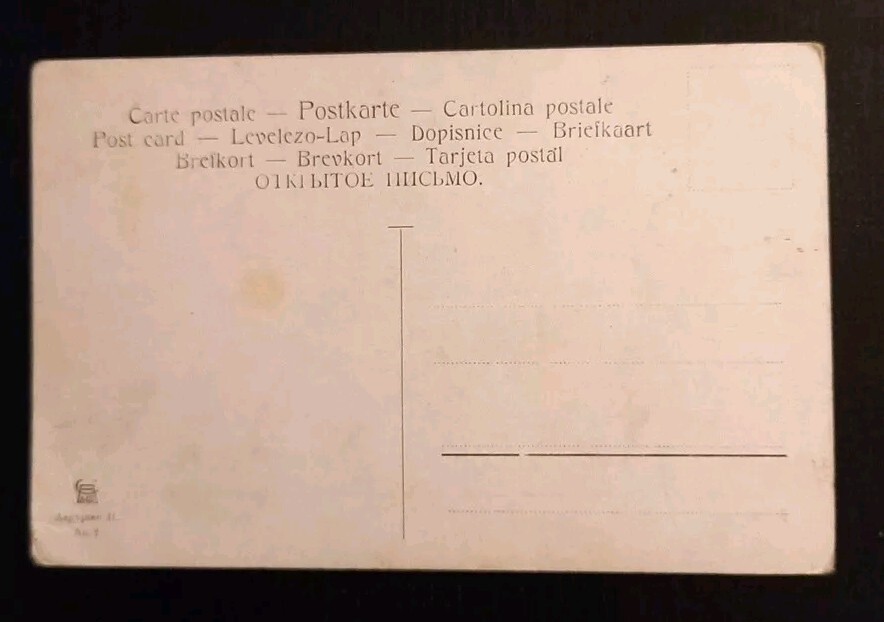 Carte postale — Postkarte — Cartolina postale
Post card — Levelezo-Lap — Dopisnice — Briefkaart
Brefkort — Brevkort — Tarjeta postal
ОТКРЫТОЕ ПИСЬМО.